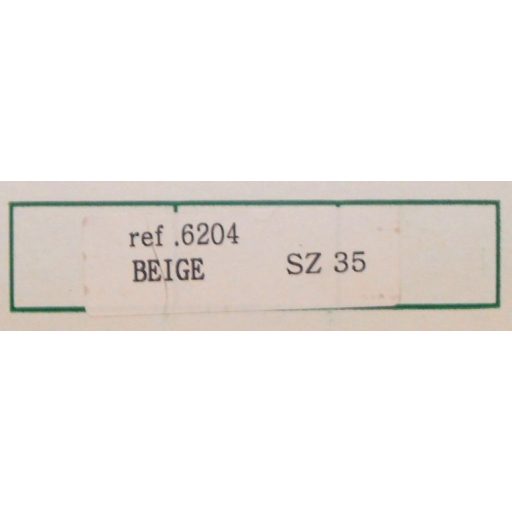 ref .6204
BEIGE SZ 35